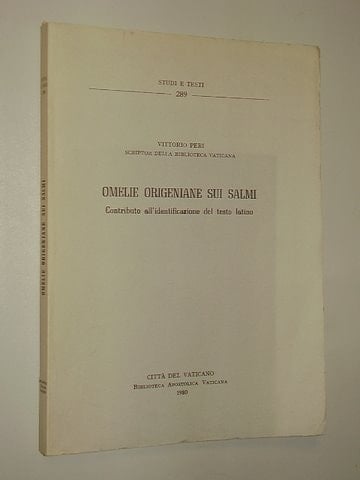 STUDI E TESTI
289
VITTORIO PERI
SCRIPTOR DELLA BIBLIOTECA VATICANA
OMELIE ORIGENIANE SUI SALMI
Contributo all'identificazione del testo latino
CITTÀ DEL VATICANO
BIBLIOTECA APOSTOLICA VATICANA
1980
OMELIE ORIGENIANE SUI SALMI